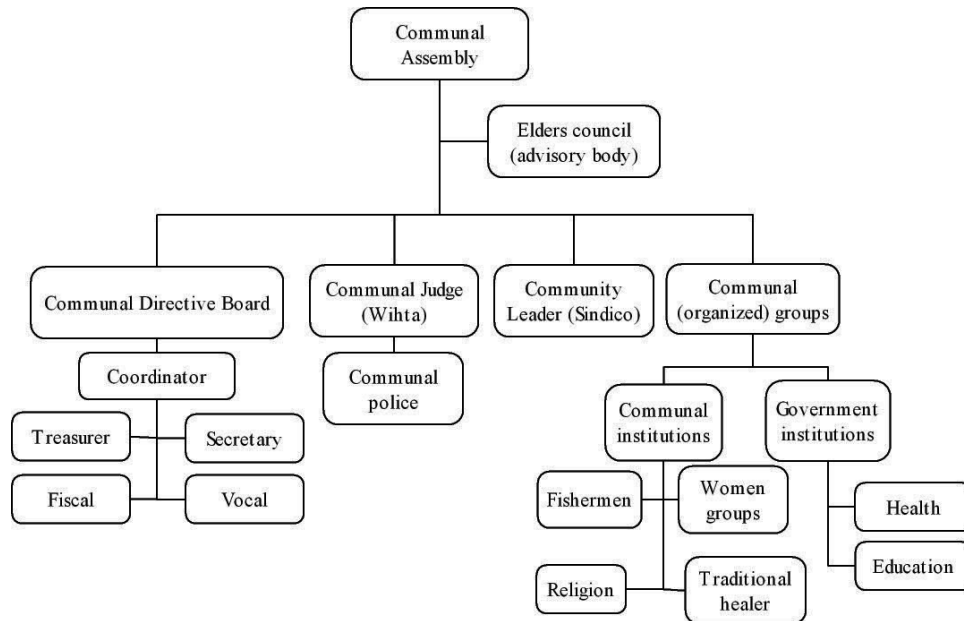 Communal
Assembly
Elders council
(advisory body)
Communal Directive Board
Communal Judge
(Wihta)
Community
Leader (Sindico)
Communal
(organized) groups
Coordinator
Communal
police
Treasurer
Secretary
Fiscal
Vocal
Communal
institutions
Government
institutions
Fishermen
Women
groups
Religion
Traditional
healer
Health
Education